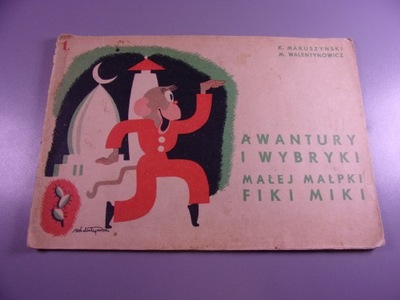 1.
K. MAKUSZYŃSKI
M. WALENTYNOWICZ
AWANTURY
I WYBRYKI
MAŁEJ MAŁPKI
FIKI MIKI